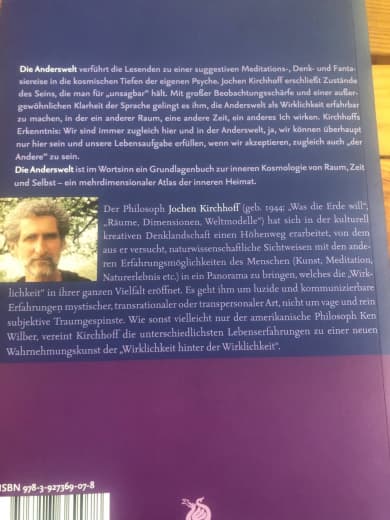 Die Anderswelt verführt die Lesenden zu einer suggestiven Meditations-, Denk- und Fanta-
siereise in die kosmischen Tiefen der eigenen Psyche. Jochen Kirchhoff erschließt Zustände
des Seins, die man für „unsagbar“ hält. Mit großer Beobachtungsschärfe und einer außer-
gewöhnlichen Klarheit der Sprache gelingt es ihm, die Anderswelt als Wirklichkeit erfahrbar
zu machen, in der ein anderer Raum, eine andere Zeit, ein anderes Ich wirken. Kirchhoffs
Erkenntnis: Wir sind immer zugleich hier und in der Anderswelt, ja, wir können überhaupt
nur hier sein und unsere Lebensaufgabe erfüllen, wenn wir akzeptieren, zugleich auch „der
Andere“ zu sein.
Die Anderswelt ist im Wortsinn ein Grundlagenbuch zur inneren Kosmologie von Raum, Zeit
und Selbst – ein mehrdimensionaler Atlas der inneren Heimat.
Der Philosoph Jochen Kirchhoff (geb. 1944: „Was die Erde will“,
„Räume, Dimensionen, Weltmodelle“) hat sich in der kulturell
kreativen Denklandschaft einen Höhenweg erarbeitet, von dem
aus er versucht, naturwissenschaftliche Sichtweisen mit den ande-
ren Erfahrungsmöglichkeiten des Menschen (Kunst, Meditation,
Naturerlebnis etc.) in ein Panorama zu bringen, welches die „Wirk-
lichkeit“ in ihrer ganzen Vielfalt eröffnet. Es geht ihm um luzide und kommunizierbare
Erfahrungen mystischer, transrationaler oder transpersonaler Art, nicht um vage und rein
subjektive Traumgespinste. Wie sonst vielleicht nur der amerikanische Philosoph Ken
Wilber, vereint Kirchhoff die unterschiedlichsten Lebenserfahrungen zu einer neuen
Wahrnehmungskunst der „Wirklichkeit hinter der Wirklichkeit“.
ISBN 978-3-927369-07-8